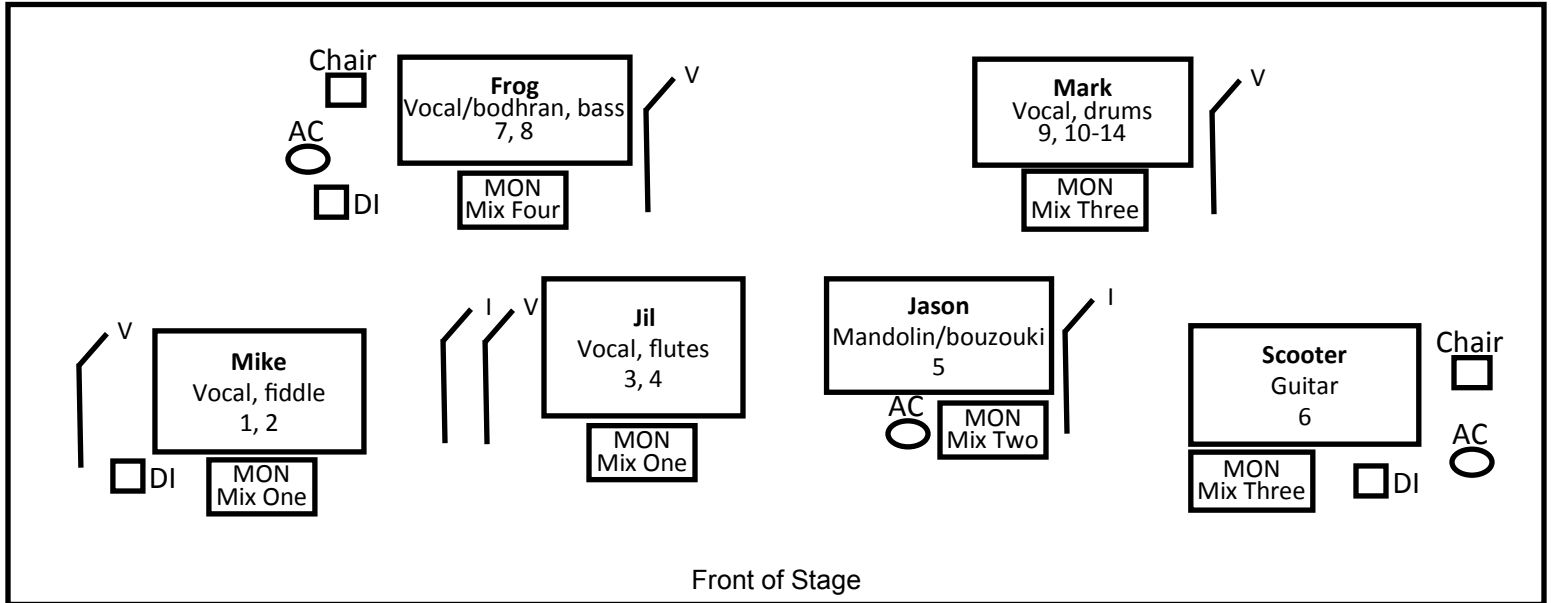 Chair
Frog
Vocal/bodhran, bass
7, 8
V
AC
DI
MON
Mix Four
Mark
Vocal, drums
9, 10-14
V
MON
Mix Three
V
Mike
Vocal, fiddle
1, 2
DI
MON
Mix One
I
V
Jil
Vocal, flutes
3, 4
MON
Mix One
Jason
Mandolin/bouzouki
5
I
AC
MON
Mix Two
Scooter
Guitar
6
Chair
AC
MON
Mix Three
DI
Front of Stage